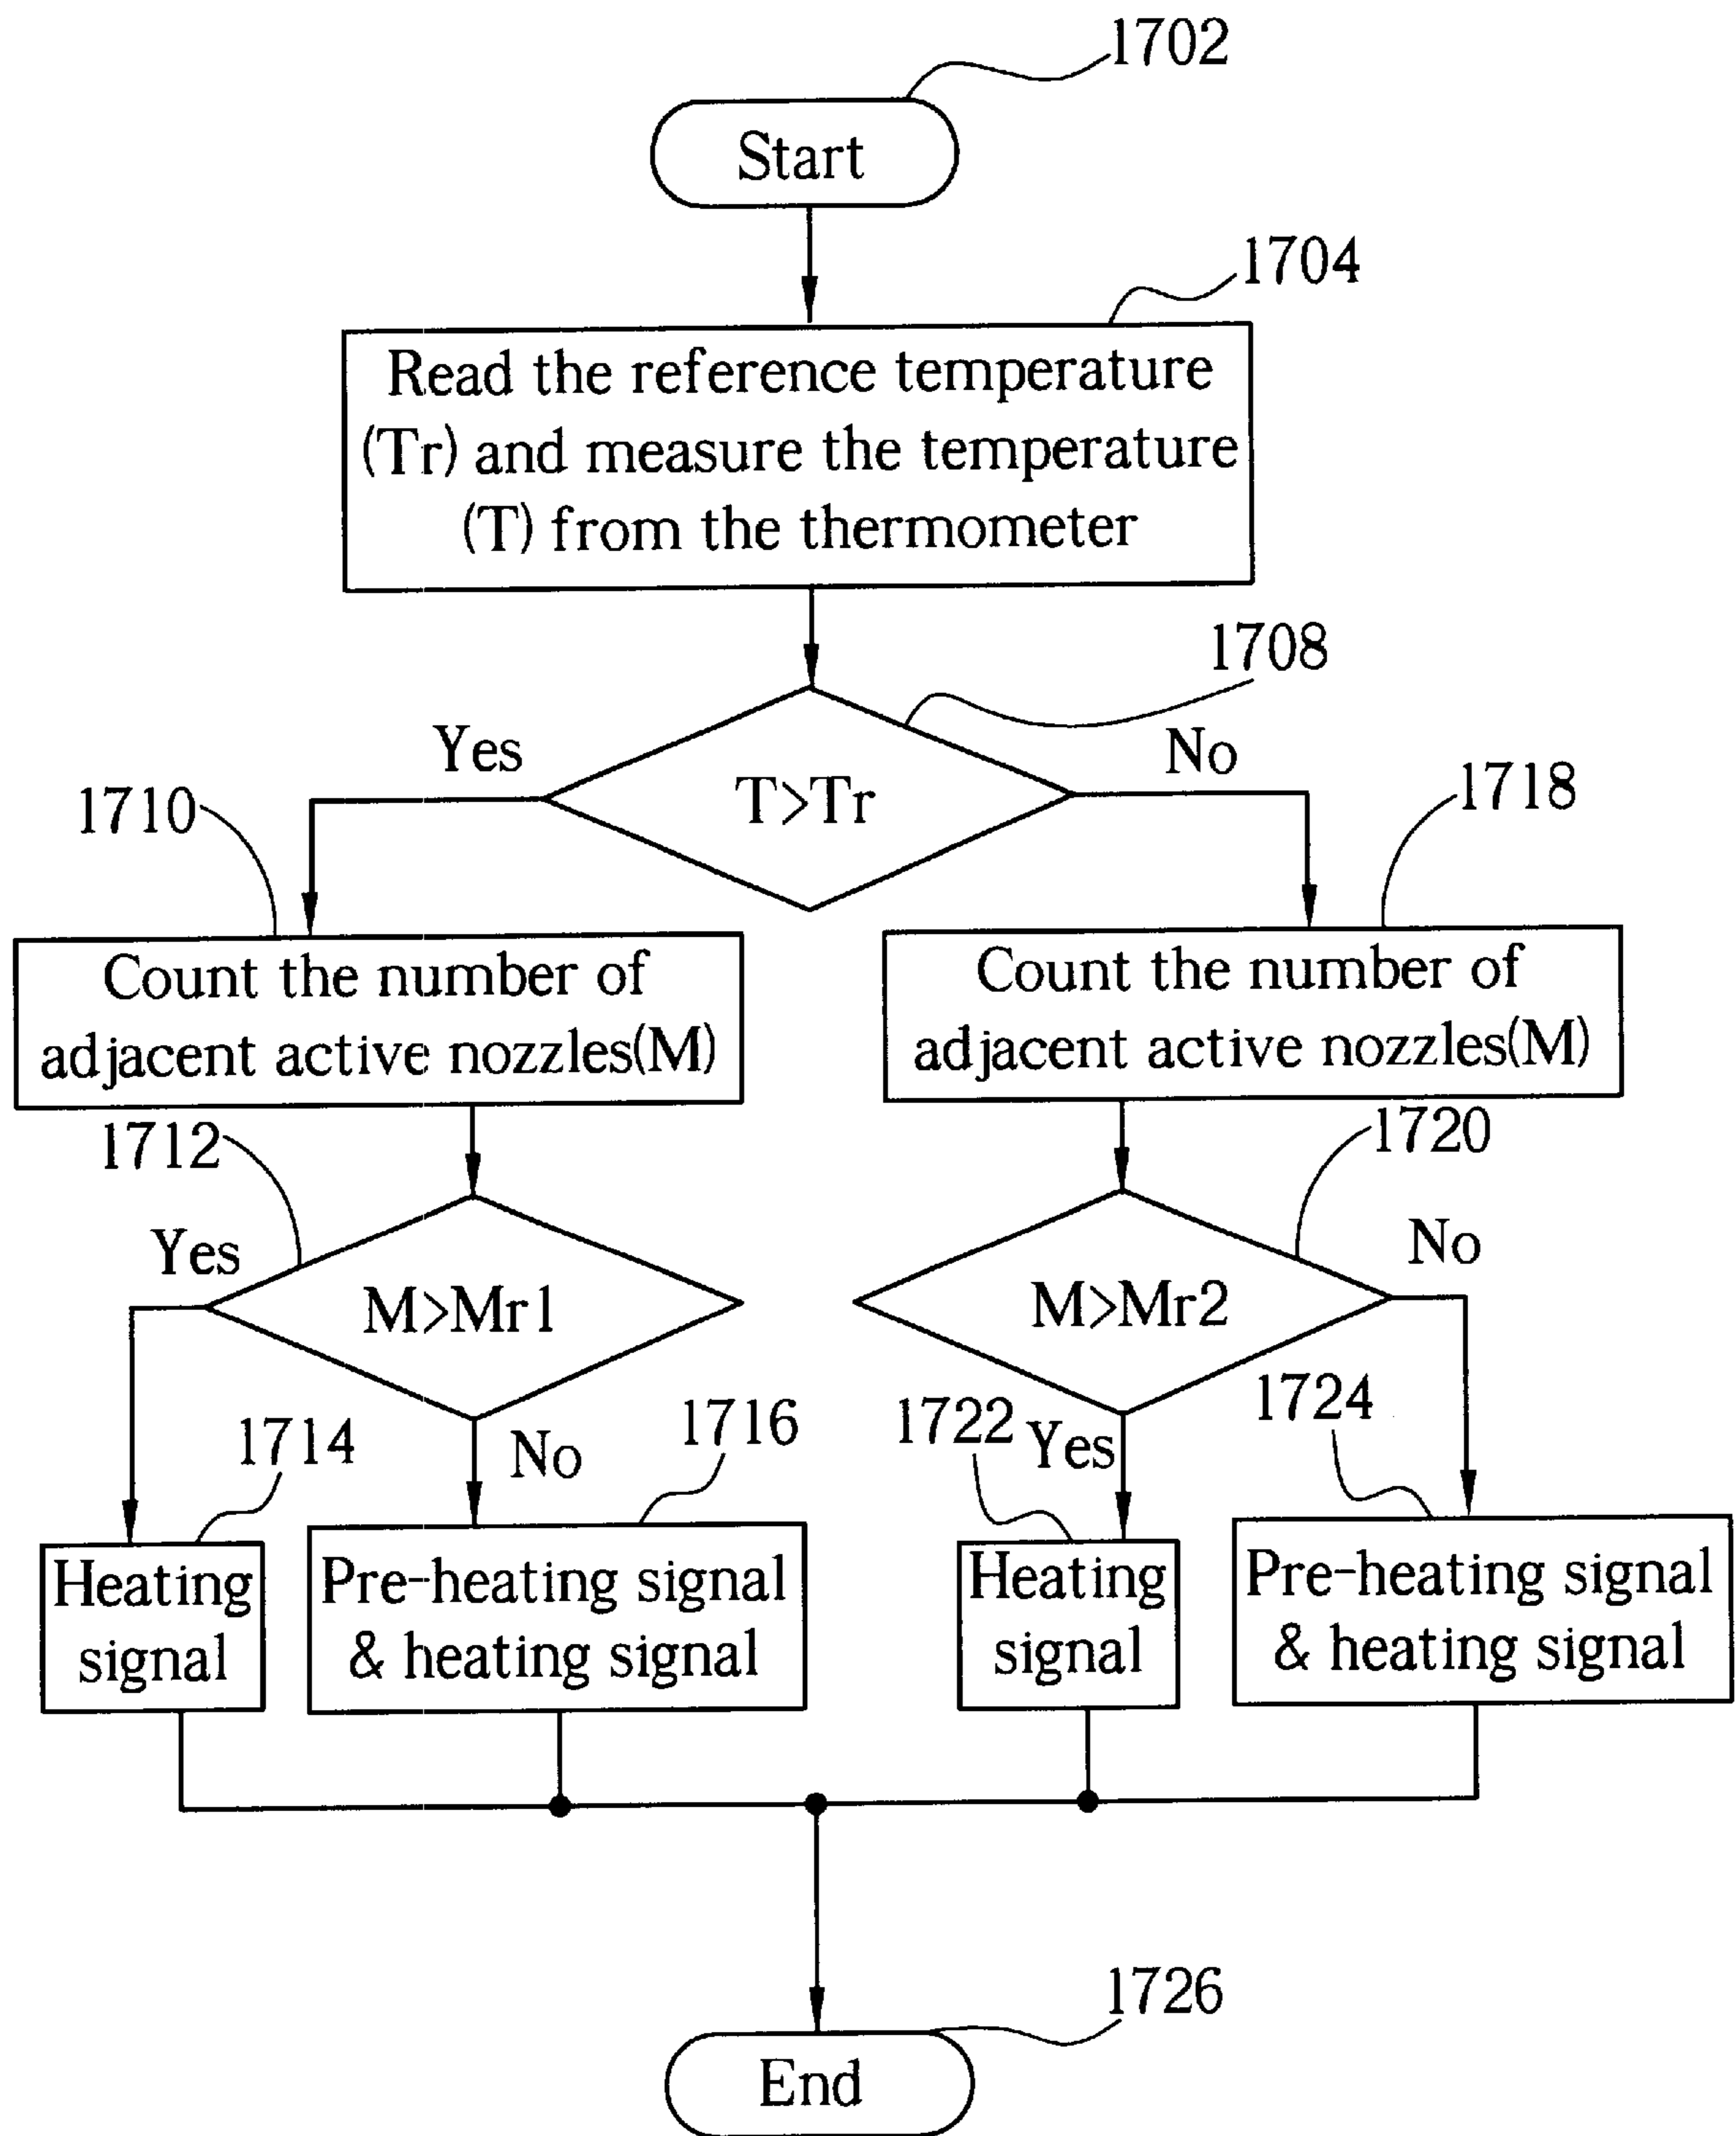 1702
Start
1704
Read the reference temperature
(Tr) and measure the temperature
(T) from the thermometer
1708
Yes
No
T>Tr
1710
1718
Count the number of
adjacent active nozzles(M)
Count the number of
adjacent active nozzles(M)
1712
1720
Yes
No
M>Mr1
M>Mr2
1714
No
1716
1722
Yes
1724
Heating
signal
Pre-heating signal
& heating signal
Heating
signal
Pre-heating signal
& heating signal
1726
End